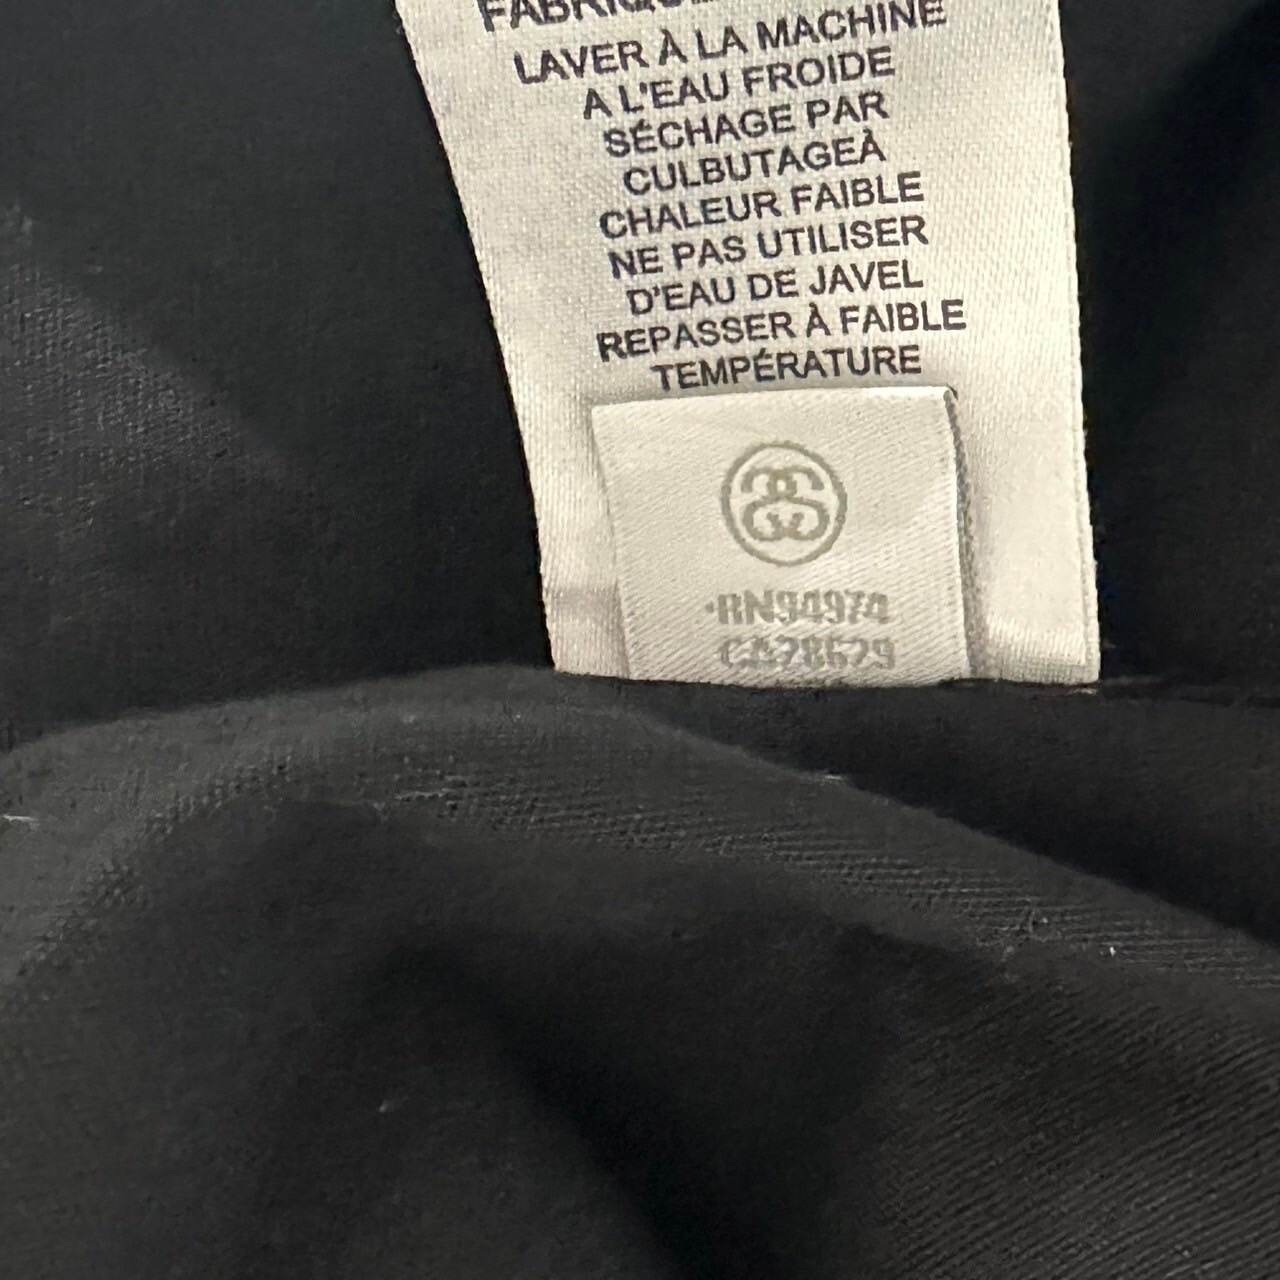 LAVER À LA MACHINE
A L'EAU FROIDE
SÉCHAGE PAR
CULBUTAGEÀ
CHALEUR FAIBLE
NE PAS UTILISER
D'EAU DE JAVEL
REPASSER À FAIBLE
TEMPÉRATURE
RN94974
CA28529